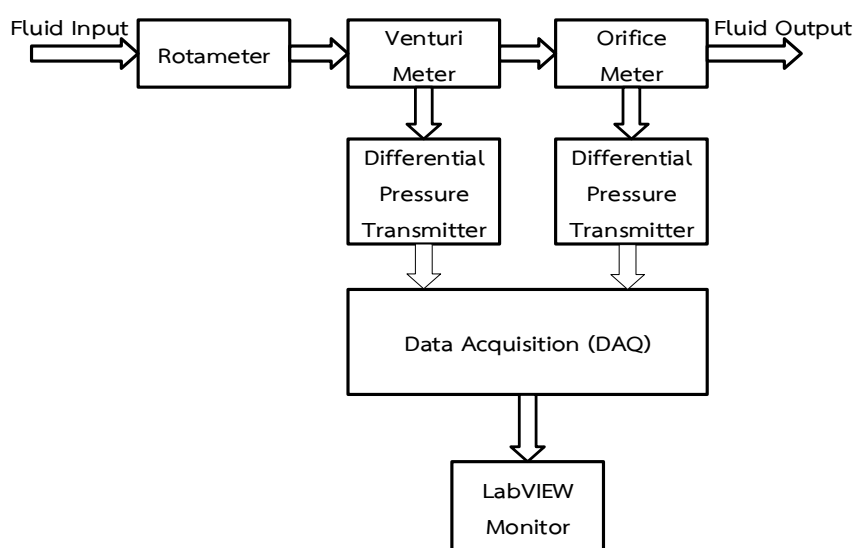 Fluid Input
Rotameter
Venturi
Meter
Orifice
Meter
Fluid Output
Differential
Pressure
Transmitter
Differential
Pressure
Transmitter
Data Acquisition (DAQ)
LabVIEW
Monitor